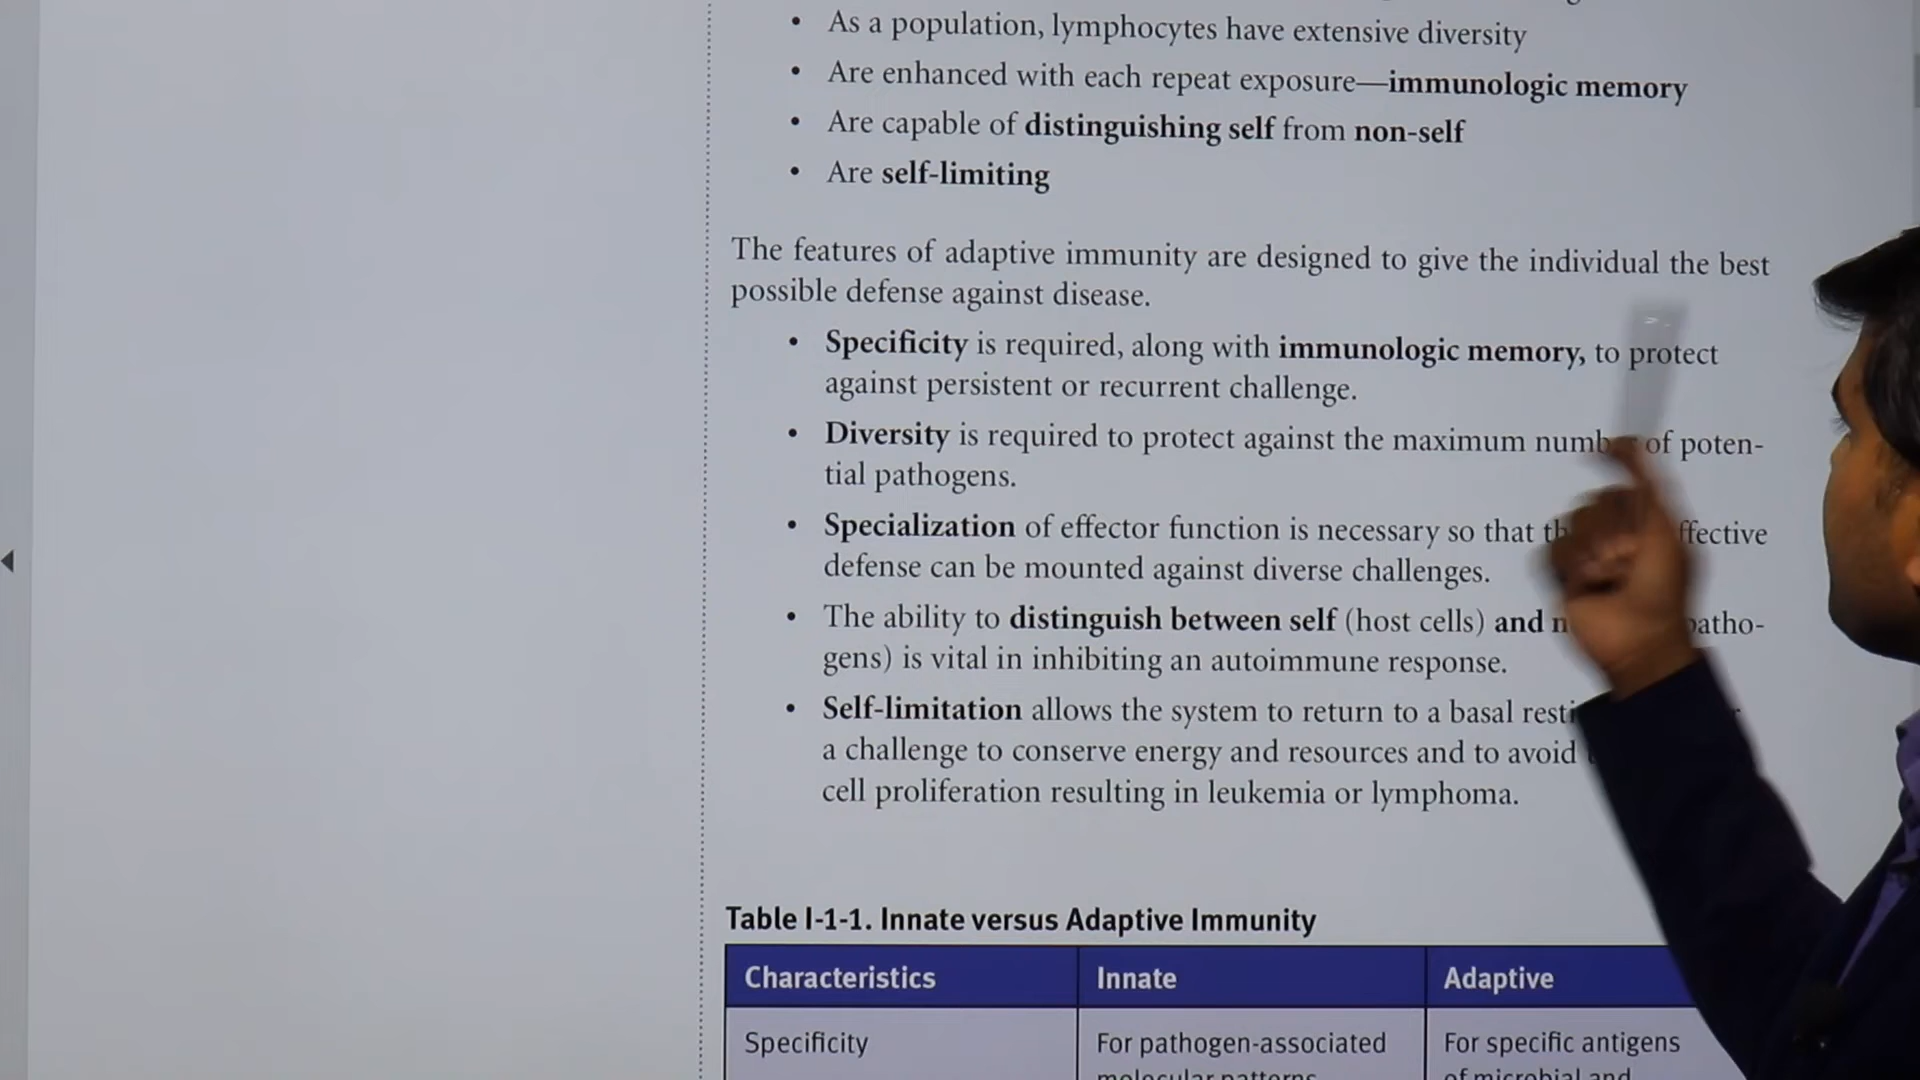 • As a population, lymphocytes have extensive diversity
• Are enhanced with each repeat exposure—immunologic memory
• Are capable of distinguishing self from non-self
• Are self-limiting
The features of adaptive immunity are designed to give the individual the best
possible defense against disease.
• Specificity is required, along with immunologic memory, to protect
against persistent or recurrent challenge.
• Diversity is required to protect against the maximum of poten-
tial pathogens.
• Specialization of effector function is necessary so that
defense can be mounted against diverse challenges.
• The ability to distinguish between self (host cells) and
gens) is vital in inhibiting an autoimmune response.
• Self-limitation allows the system to return to a basal
a challenge to conserve energy and resources and to avoid
cell proliferation resulting in leukemia or lymphoma.
Table I-1-1. Innate versus Adaptive Immunity
Characteristics Innate Adaptive
Specificity For pathogen-associated For specific antigens
molecular patterns of microbial and